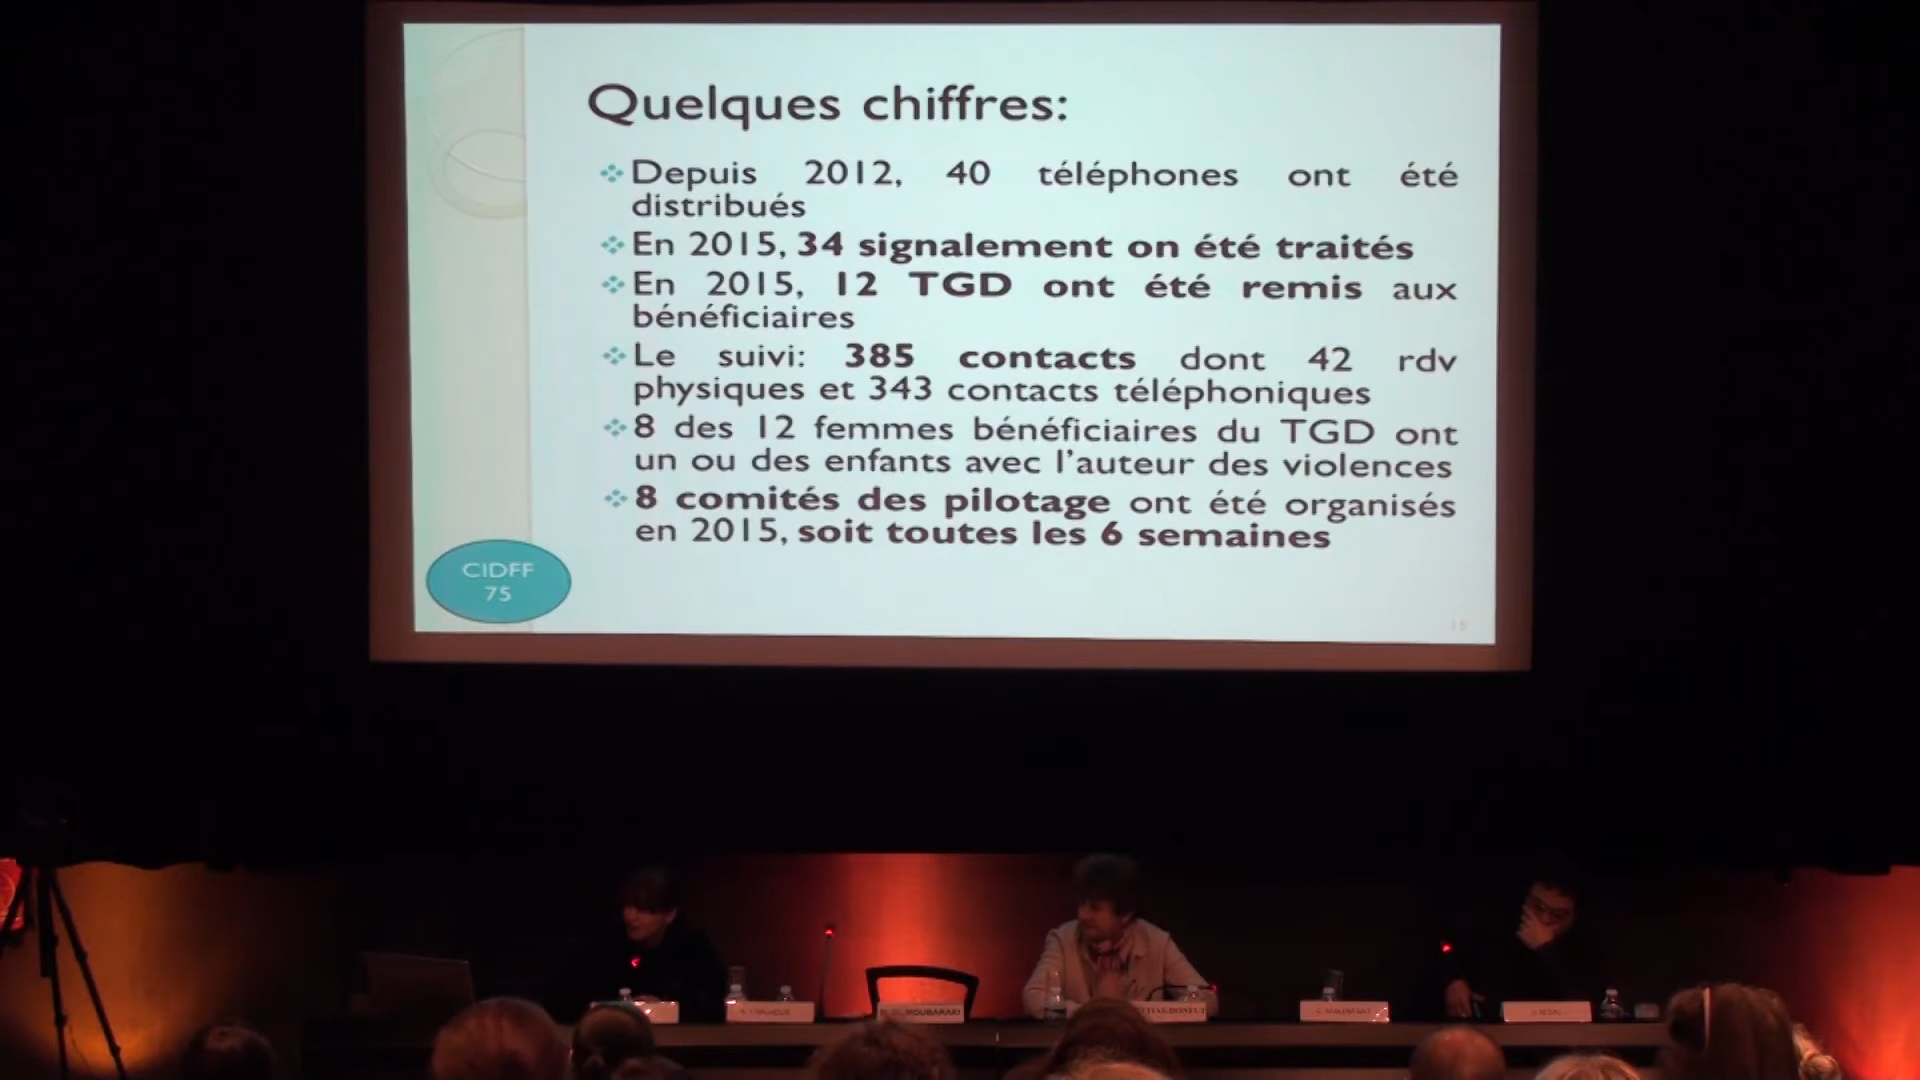 Quelques chiffres:
Depuis 2012, 40 téléphones ont été
distribués
En 2015, 34 signalement on été traités
En 2015, 12 TGD ont été remis aux
bénéficiaires
Le suivi: 385 contacts dont 42 rdv
physiques et 343 contacts téléphoniques
8 des 12 femmes bénéficiaires du TGD ont
un ou des enfants avec l'auteur des violences
8 comités des pilotage ont été organisés
en 2015, soit toutes les 6 semaines
CIDFF
75